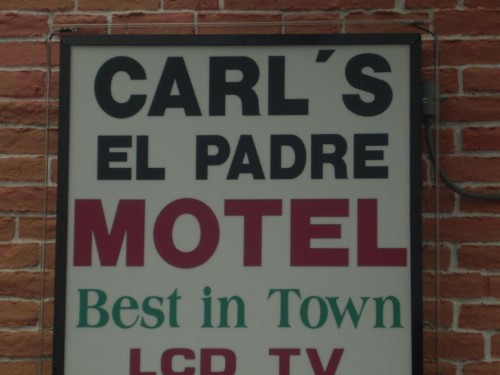 CARL´S
EL PADRE
MOTEL
Best in Town
LCD TV